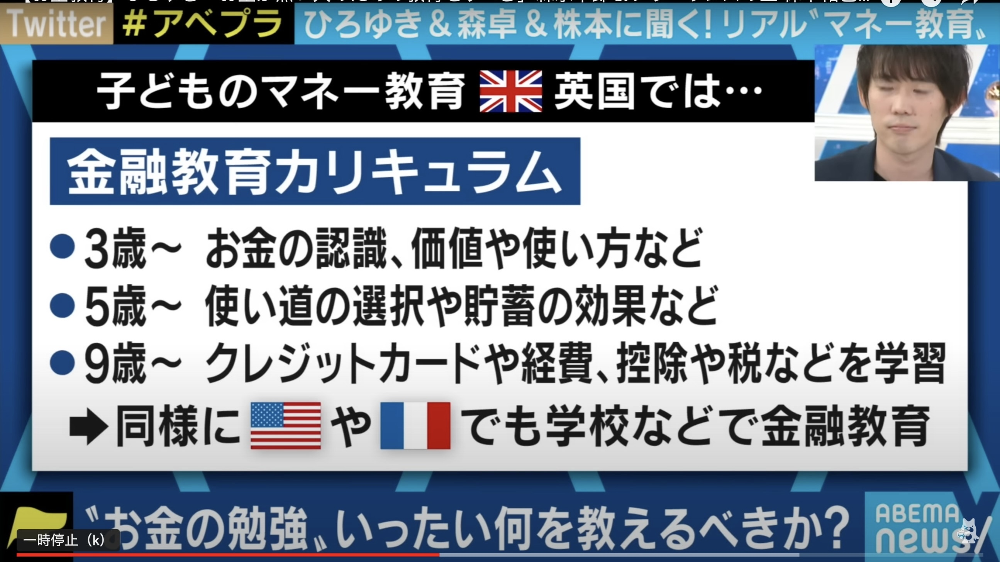 Twitter #アベプラ ひろゆき&森卓&株本に聞く!リアル〝マネー教育〟
子どものマネー教育 英国では…
金融教育カリキュラム
●3歳～ お金の認識、価値や使い方など
●5歳～ 使い道の選択や貯蓄の効果など
●9歳～ クレジットカードや経費、控除や税などを学習
➡同様に や でも学校などで金融教育
〝お金の勉強〟いったい何を教えるべきか?
一時停止（k）
ABEMA
news/